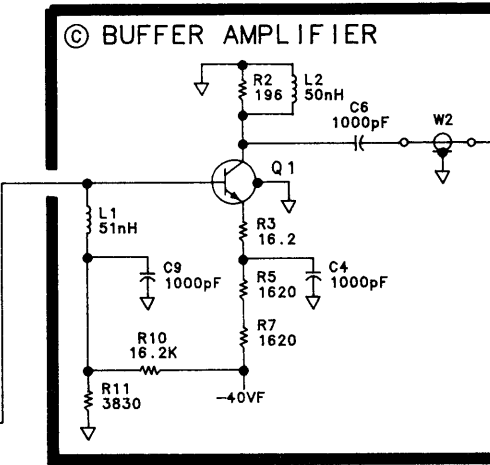 Ⓒ BUFFER AMPLIFIER
R2
196
L2
50nH
C6
1000pF
W2
Q1
L1
51nH
R3
16.2
C9
1000pF
R5
1620
C4
1000pF
R7
1620
R10
16.2K
R11
3830
-40VF